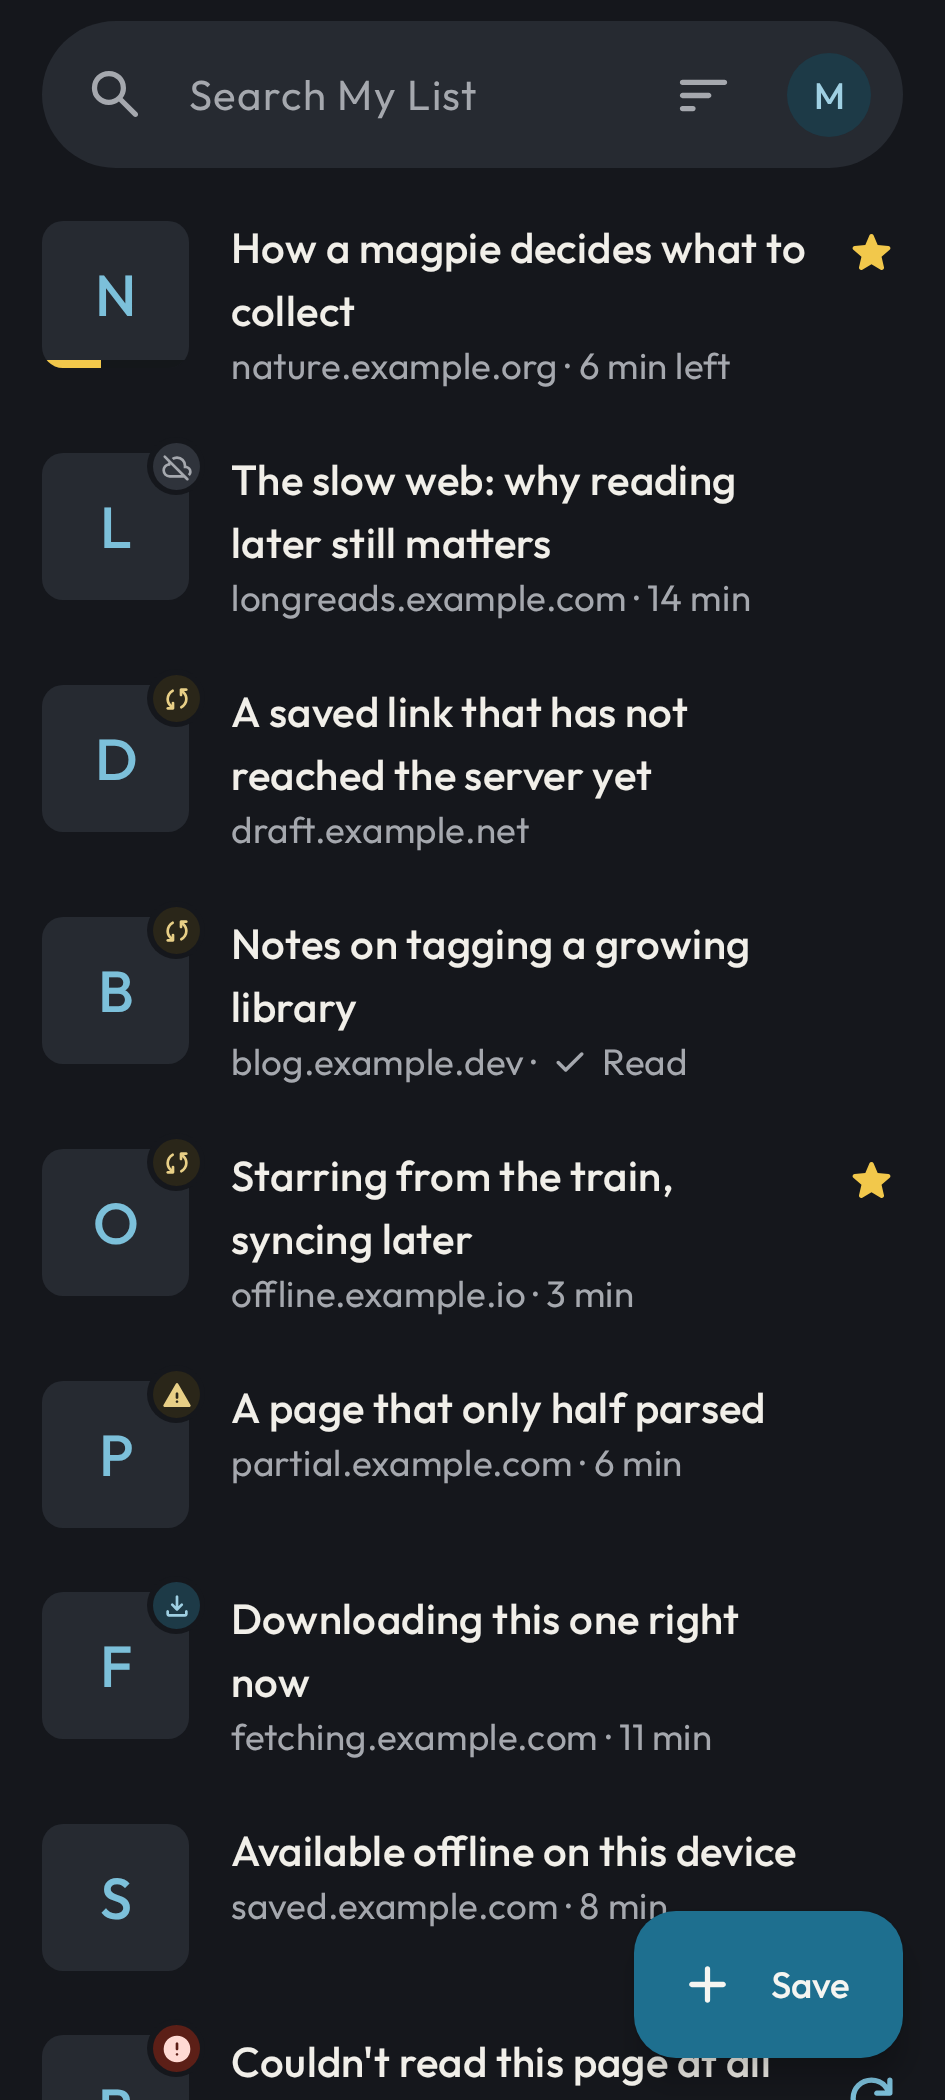 Search My List
M
N
How a magpie decides what to
collect
nature.example.org · 6 min left
L
The slow web: why reading
later still matters
longreads.example.com · 14 min
D
A saved link that has not
reached the server yet
draft.example.net
B
Notes on tagging a growing
library
blog.example.dev · ✓ Read
O
Starring from the train,
syncing later
offline.example.io · 3 min
P
A page that only half parsed
partial.example.com · 6 min
F
Downloading this one right
now
fetching.example.com · 11 min
S
Available offline on this device
saved.example.com · 8 min
Save
Couldn't read this page at all